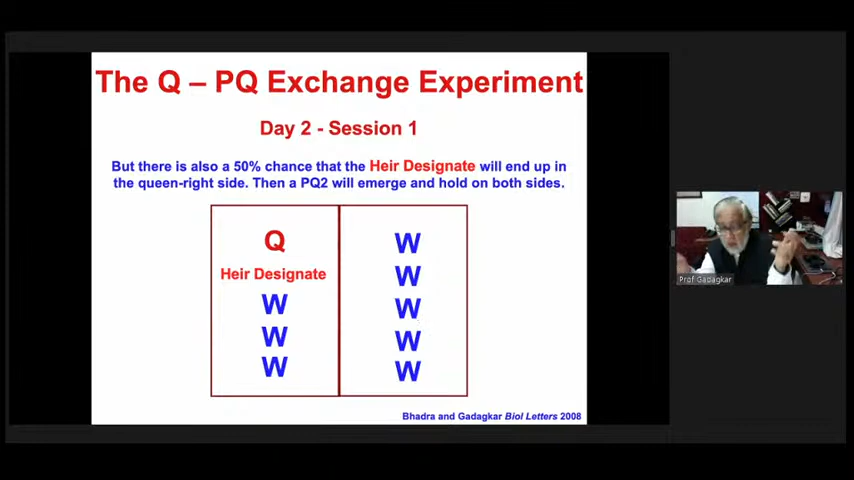 The Q – PQ Exchange Experiment
Day 2 - Session 1
But there is also a 50% chance that the Heir Designate will end up in
the queen-right side. Then a PQ2 will emerge and hold on both sides.
Q
Heir Designate
W
W
W
W
W
W
W
W
Bhadra and Gadagkar Biol Letters 2008
Prof Gadagkar